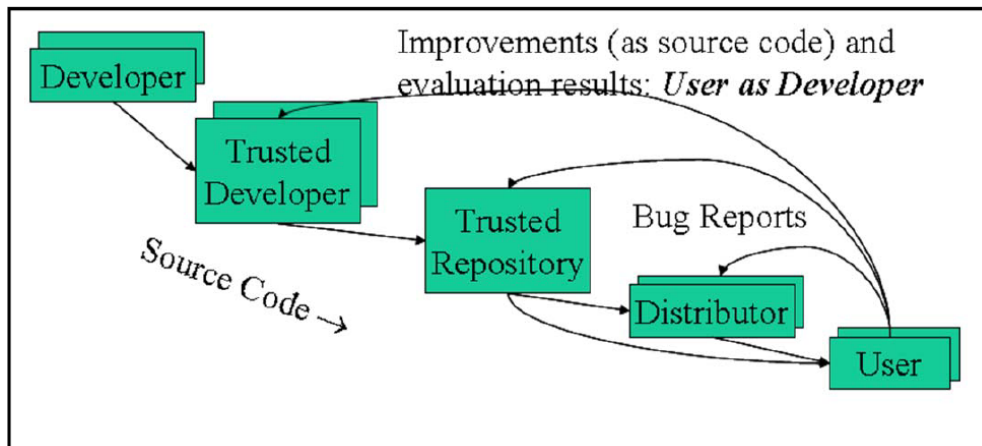 Improvements (as source code) and
evaluation results: User as Developer
Developer
Trusted
Developer
Trusted
Repository
Bug Reports
Source Code →
Distributor
User